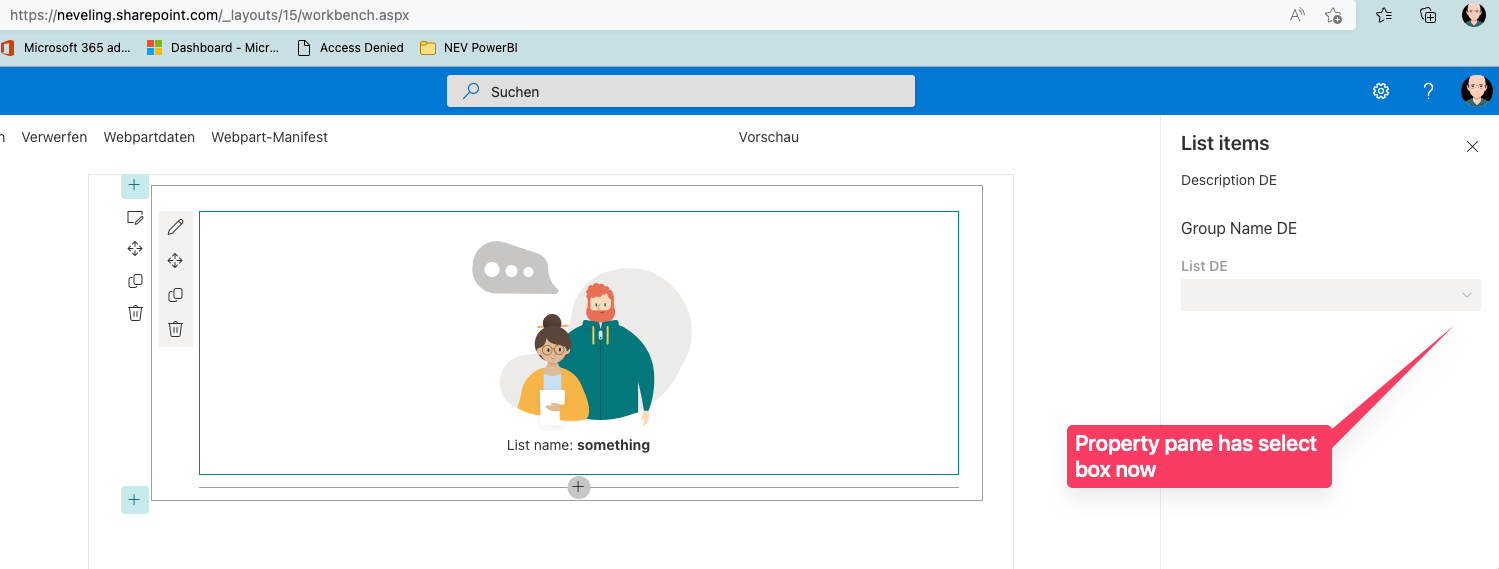 https://neveling.sharepoint.com/_layouts/15/workbench.aspx
Microsoft 365 ad... Dashboard - Micr... Access Denied NEV PowerBI
Suchen
n Verwerfen Webpartdaten Webpart-Manifest Vorschau
List items
Description DE
Group Name DE
List DE
List name: something
Property pane has select
box now